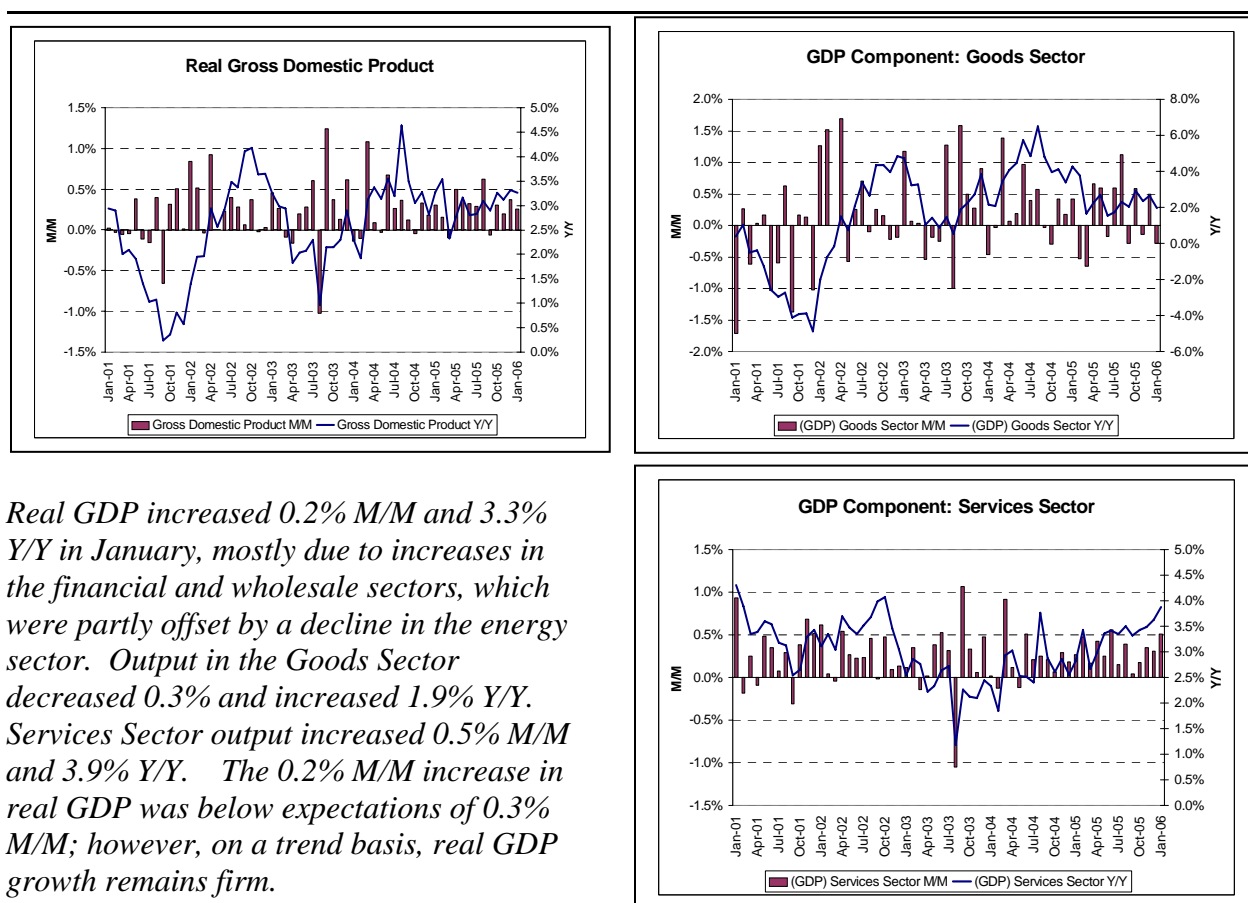 Real Gross Domestic Product
1.5%
1.0%
0.5%
0.0%
-0.5%
-1.0%
-1.5%
M/M
5.0%
4.5%
4.0%
3.5%
3.0%
2.5%
2.0%
1.5%
1.0%
0.5%
0.0%
Y/Y
Jan-01
Apr-01
Jul-01
Oct-01
Jan-02
Apr-02
Jul-02
Oct-02
Jan-03
Apr-03
Jul-03
Oct-03
Jan-04
Apr-04
Jul-04
Oct-04
Jan-05
Apr-05
Jul-05
Oct-05
Jan-06
Gross Domestic Product M/M Gross Domestic Product Y/Y
GDP Component: Goods Sector
2.0%
1.5%
1.0%
0.5%
0.0%
-0.5%
-1.0%
-1.5%
-2.0%
M/M
8.0%
6.0%
4.0%
2.0%
0.0%
-2.0%
-4.0%
-6.0%
Y/Y
Jan-01
Apr-01
Jul-01
Oct-01
Jan-02
Apr-02
Jul-02
Oct-02
Jan-03
Apr-03
Jul-03
Oct-03
Jan-04
Apr-04
Jul-04
Oct-04
Jan-05
Apr-05
Jul-05
Oct-05
Jan-06
(GDP) Goods Sector M/M (GDP) Goods Sector Y/Y
Real GDP increased 0.2% M/M and 3.3%
Y/Y in January, mostly due to increases in
the financial and wholesale sectors, which
were partly offset by a decline in the energy
sector. Output in the Goods Sector
decreased 0.3% and increased 1.9% Y/Y.
Services Sector output increased 0.5% M/M
and 3.9% Y/Y. The 0.2% M/M increase in
real GDP was below expectations of 0.3%
M/M; however, on a trend basis, real GDP
growth remains firm.
GDP Component: Services Sector
1.5%
1.0%
0.5%
0.0%
-0.5%
-1.0%
-1.5%
M/M
5.0%
4.5%
4.0%
3.5%
3.0%
2.5%
2.0%
1.5%
1.0%
0.5%
0.0%
Y/Y
Jan-01
Apr-01
Jul-01
Oct-01
Jan-02
Apr-02
Jul-02
Oct-02
Jan-03
Apr-03
Jul-03
Oct-03
Jan-04
Apr-04
Jul-04
Oct-04
Jan-05
Apr-05
Jul-05
Oct-05
Jan-06
(GDP) Services Sector M/M (GDP) Services Sector Y/Y